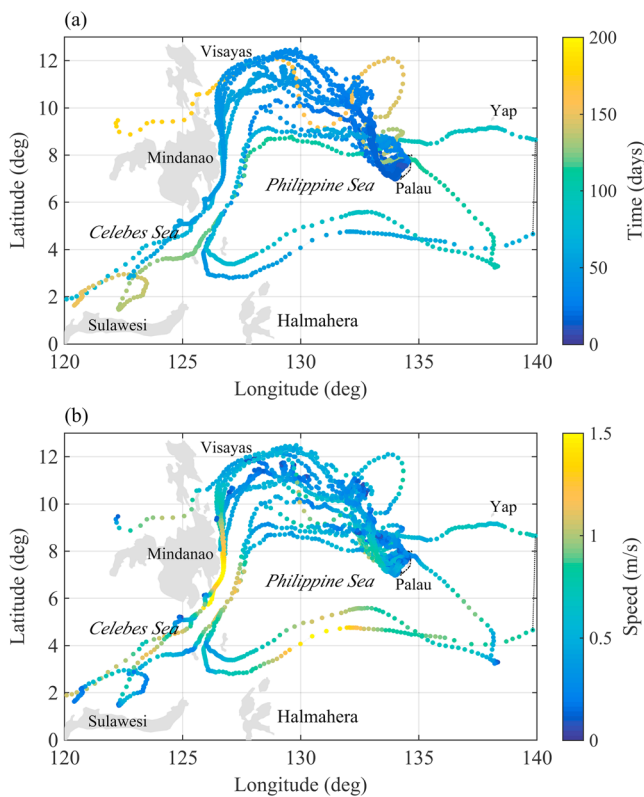 (a)
Visayas
Yap
Mindanao
Philippine Sea
Palau
Celebes Sea
Sulawesi
Halmahera
12
10
8
6
4
2
0
Latitude (deg)
120
125
130
135
140
Longitude (deg)
200
150
100
50
0
Time (days)
(b)
Visayas
Yap
Mindanao
Philippine Sea
Palau
Celebes Sea
Sulawesi
Halmahera
12
10
8
6
4
2
0
Latitude (deg)
120
125
130
135
140
Longitude (deg)
1.5
1
0.5
0
Speed (m/s)